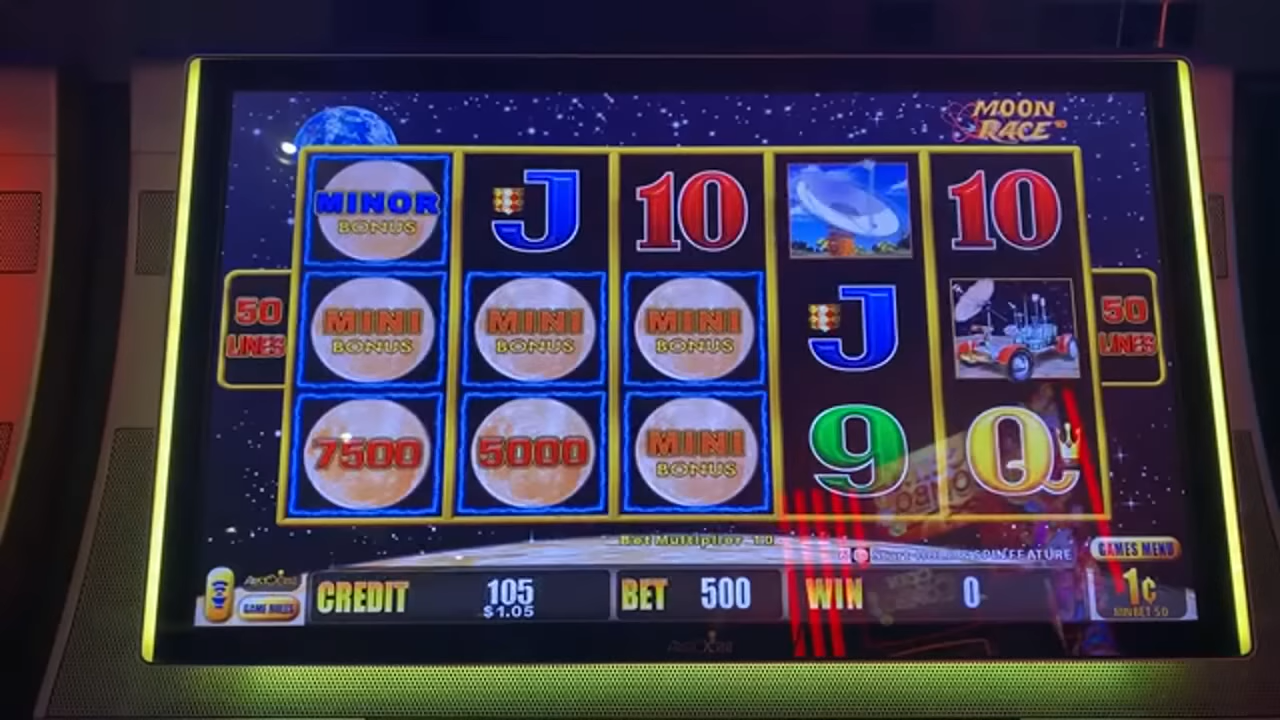 MOON
RACE
MINOR
BONUS
J
10
10
50
LINES
MINI
BONUS
MINI
BONUS
MINI
BONUS
J
50
LINES
7500
5000
MINI
BONUS
9
Q
Bet Multiplier 10
SPIN FEATURE
GAMES MENU
CREDIT
105
$1.05
BET
500
WIN
0
1¢
MIN BET 50